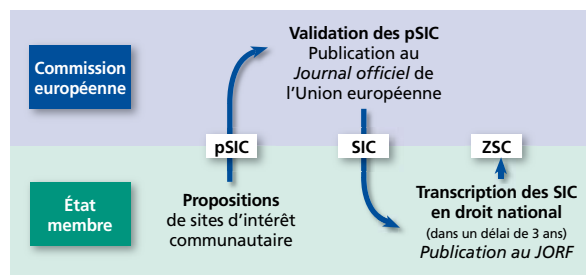 Commission
européenne
Validation des pSIC
Publication au
Journal officiel de
l’Union européenne
pSIC
SIC
ZSC
État
membre
Propositions
de sites d’intérêt
communautaire
Transcription des SIC
en droit national
(dans un délai de 3 ans)
Publication au JORF